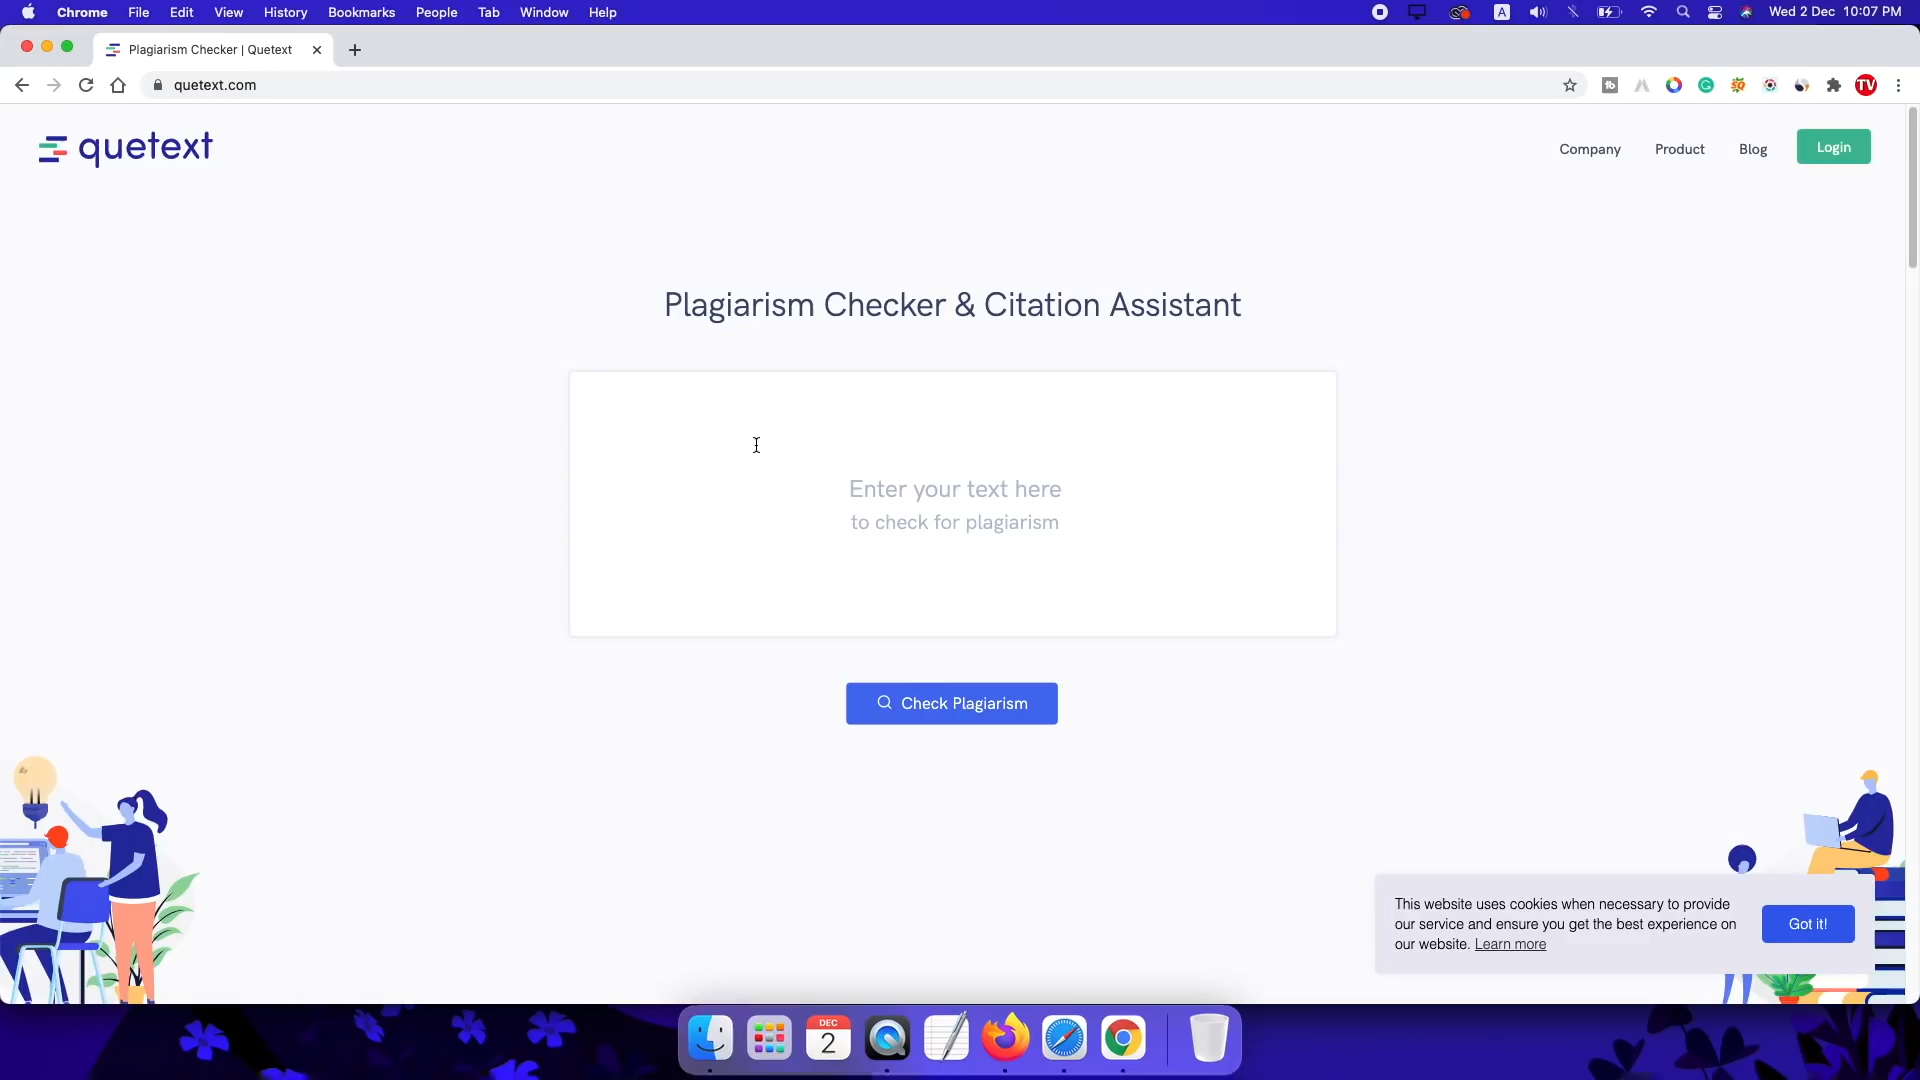 Chrome File Edit View History Bookmarks People Tab Window Help
A
Wed 2 Dec 10:07 PM
Plagiarism Checker | Quetext
quetext.com
TV
quetext
Company Product Blog Login
Plagiarism Checker & Citation Assistant
Enter your text here
to check for plagiarism
Check Plagiarism
This website uses cookies when necessary to provide
our service and ensure you get the best experience on
our website. Learn more
Got it!
DEC
2